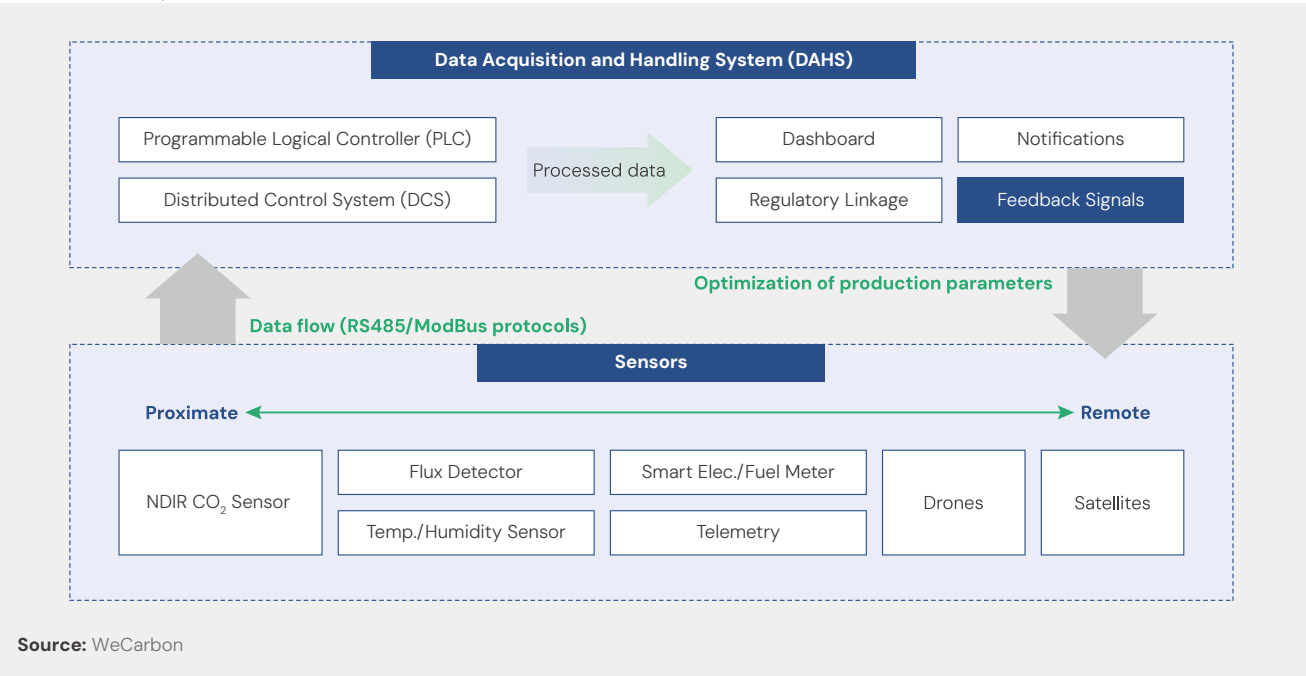 Data Acquisition and Handling System (DAHS)
Programmable Logical Controller (PLC)
Distributed Control System (DCS)
Processed data
Dashboard
Notifications
Regulatory Linkage
Feedback Signals
Optimization of production parameters
Data flow (RS485/ModBus protocols)
Sensors
Proximate
Remote
NDIR CO₂ Sensor
Flux Detector
Temp./Humidity Sensor
Smart Elec./Fuel Meter
Telemetry
Drones
Satellites
Source: WeCarbon